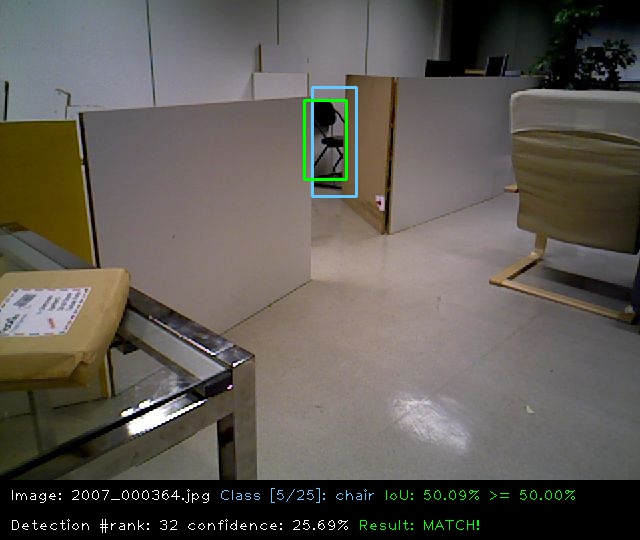 Image: 2007_000364.jpg Class [5/25]: chair IoU: 50.09% >= 50.00%
Detection #rank: 32 confidence: 25.69% Result: MATCH!